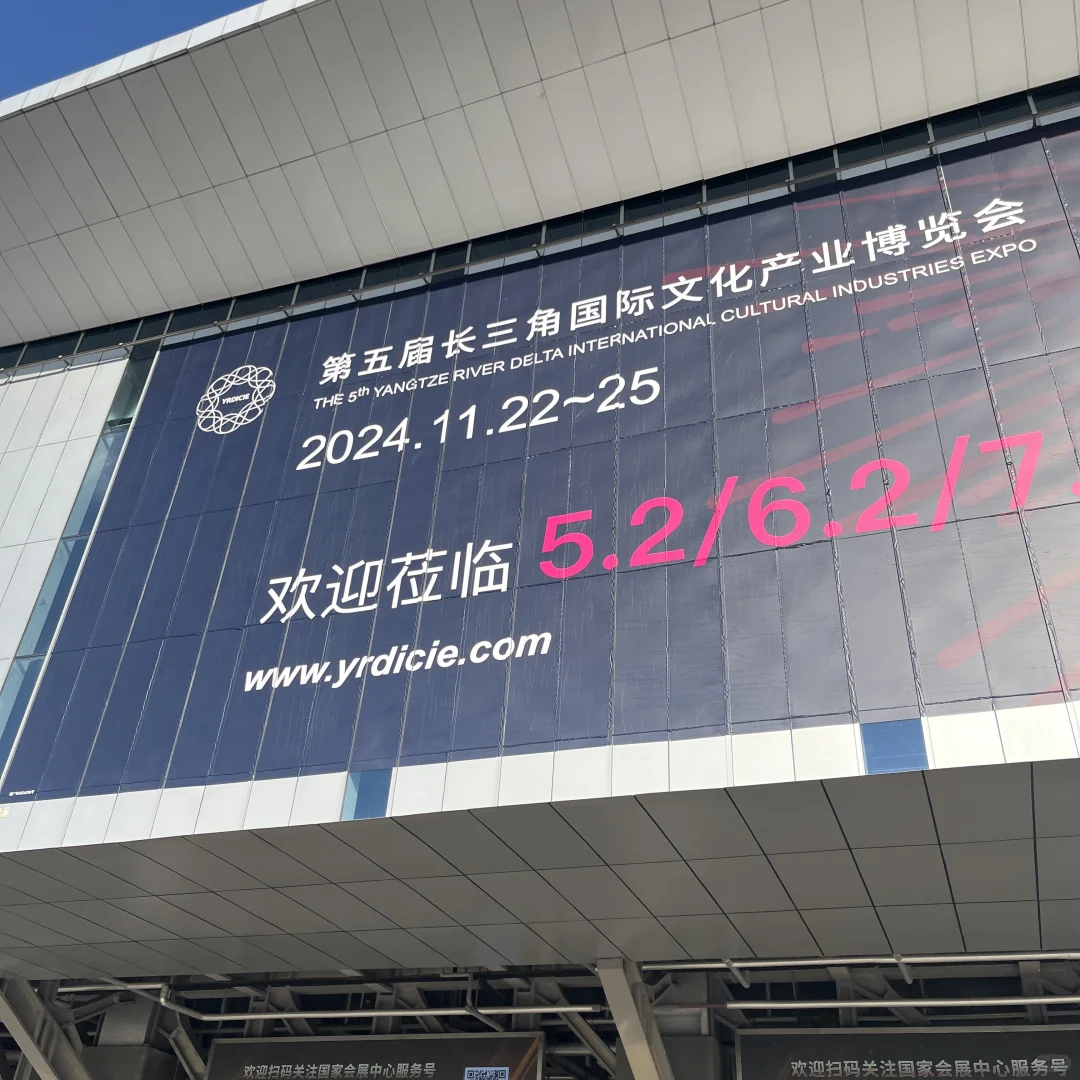 第五届长三角国际文化产业博览会
THE 5th YANGTZE RIVER DELTA INTERNATIONAL CULTURAL INDUSTRIES EXPO
YRDICIE
2024.11.22~25
欢迎莅临 5.2/6.2/7.
www.yrdicie.com
欢迎扫码关注国家会展中心服务号
欢迎扫码关注国家会展中心服务号